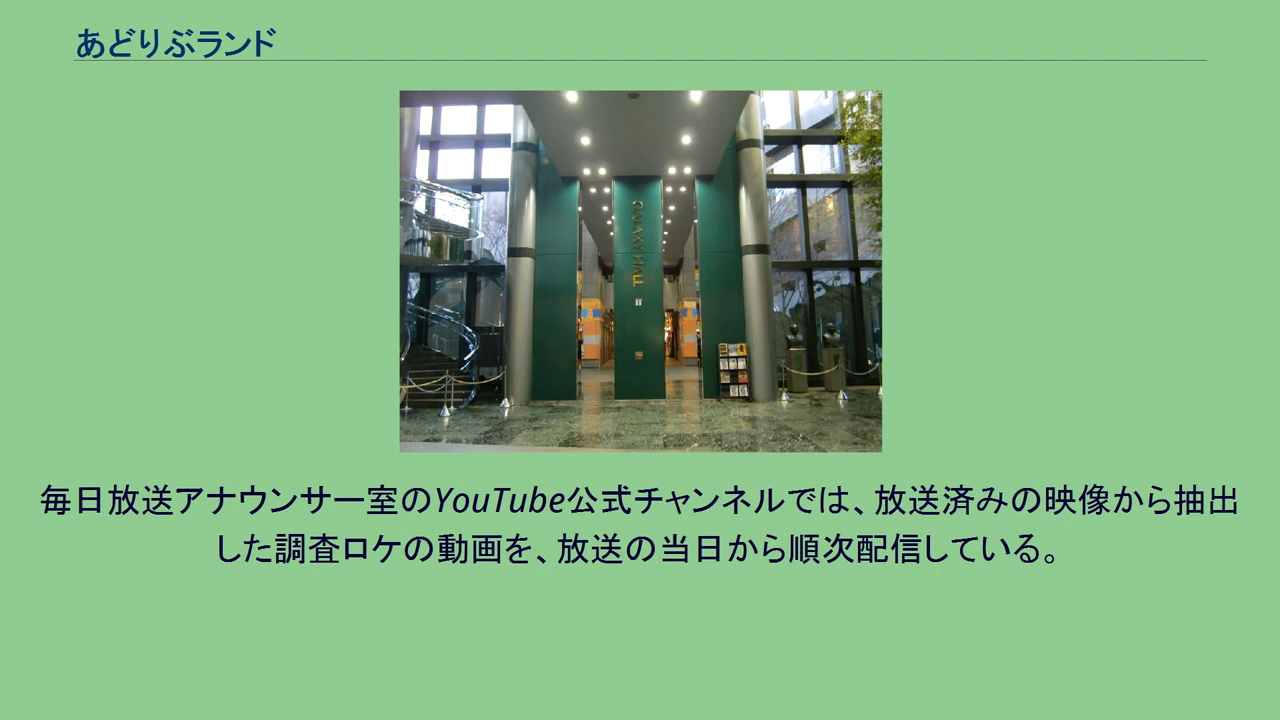 あどりぶランド
GALAXY HALL
毎日放送アナウンサー室のYouTube公式チャンネルでは、放送済みの映像から抽出
した調査ロケの動画を、放送の当日から順次配信している。